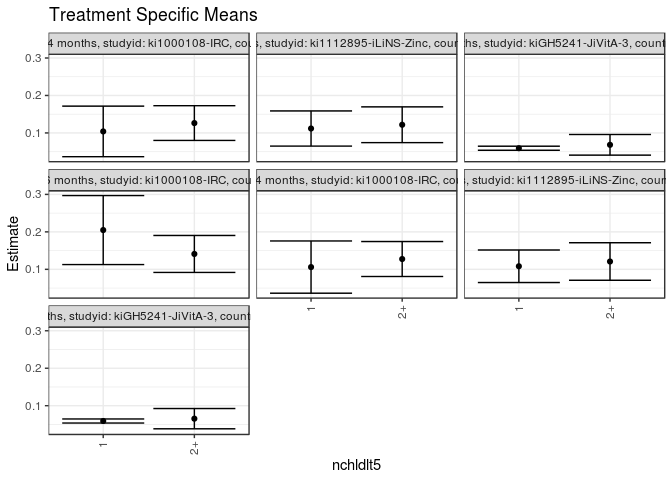 Treatment Specific Means
4 months, studyid: ki1000108-IRC, cou
s, studyid: ki1112895-iLiNS-Zinc, coun
ths, studyid: kiGH5241-JiVitA-3, count
0.3
0.2
0.1
months, studyid: ki1000108-IRC, cou
4 months, studyid: ki1000108-IRC, cou
, studyid: ki1112895-iLiNS-Zinc, coun
0.3
0.2
0.1
Estimate
1
2+
1
2+
ths, studyid: kiGH5241-JiVitA-3, count
0.3
0.2
0.1
1
2+
nchldlt5